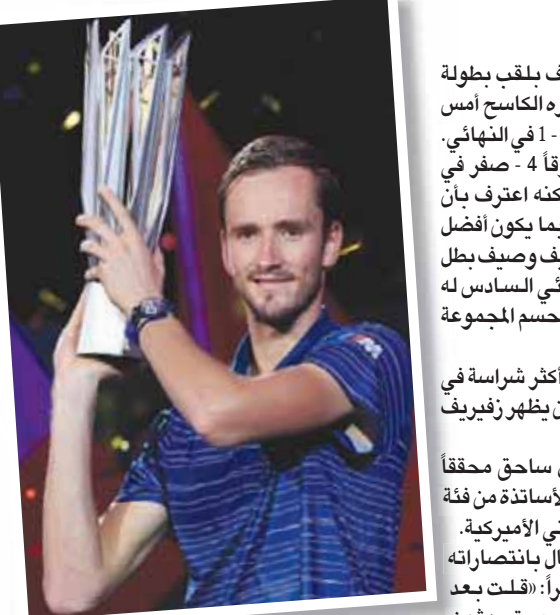 ف بلقب بطولة
ره الكاسح أمس
- 1 في النهائي.
قاً 4 - صفر في
كنه اعترف بأن
يما يكون أفضل
يف وصيف بطل
ئي السادس له
حسم المجموعة
أكثر شراسة في
ن يظهر زفيريف
ساحق محققاً
لأساتذة من فئة
ي الأميركية.
ال بانتصاراته
راً: «قلت بعد